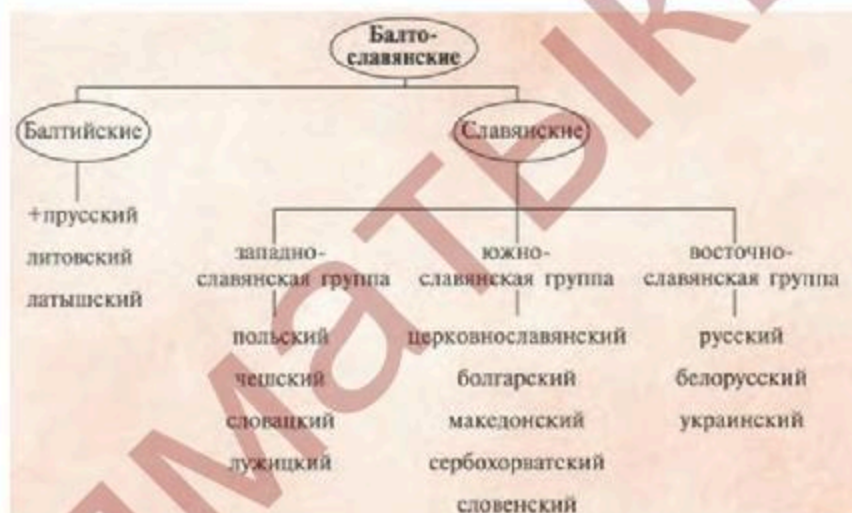 Балто-
славянские
Балтийские
Славянские
+прусский
литовский
латышский
западно-
славянская группа
южно-
славянская группа
восточно-
славянская группа
польский
чешский
словацкий
лужицкий
церковнославянский
болгарский
македонский
сербохорватский
словенский
русский
белорусский
украинский